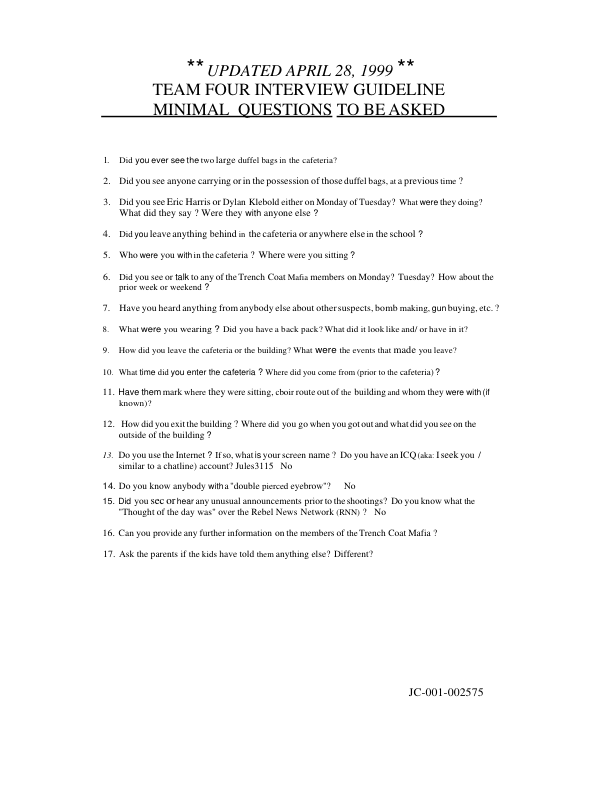 ** UPDATED APRIL 28, 1999 **
TEAM FOUR INTERVIEW GUIDELINE
MINIMAL QUESTIONS TO BE ASKED
1. Did you ever see the two large duffel bags in the cafeteria?
2. Did you see anyone carrying or in the possession of those duffel bags, at a previous time ?
3. Did you see Eric Harris or Dylan Klebold either on Monday of Tuesday? What were they doing?
What did they say ? Were they with anyone else ?
4. Did you leave anything behind in the cafeteria or anywhere else in the school ?
5. Who were you with in the cafeteria ? Where were you sitting ?
6. Did you see or talk to any of the Trench Coat Mafia members on Monday? Tuesday? How about the
prior week or weekend ?
7. Have you heard anything from anybody else about other suspects, bomb making, gun buying, etc. ?
8. What were you wearing ? Did you have a back pack? What did it look like and/ or have in it?
9. How did you leave the cafeteria or the building? What were the events that made you leave?
10. What time did you enter the cafeteria ? Where did you come from (prior to the cafeteria) ?
11. Have them mark where they were sitting, cboir route out of the building and whom they were with (if
known)?
12. How did you exit the building ? Where did you go when you got out and what did you see on the
outside of the building ?
13. Do you use the Internet ? If so, what is your screen name ? Do you have an ICQ (aka: I seek you /
similar to a chatline) account? Jules3115 No
14. Do you know anybody with a "double pierced eyebrow"? No
15. Did you scc or hear any unusual announcements prior to the shootings? Do you know what the
"Thought of the day was" over the Rebel News Network (RNN) ? No
16. Can you provide any further information on the members of the Trench Coat Mafia ?
17. Ask the parents if the kids have told them anything else? Different?
JC-001-002575